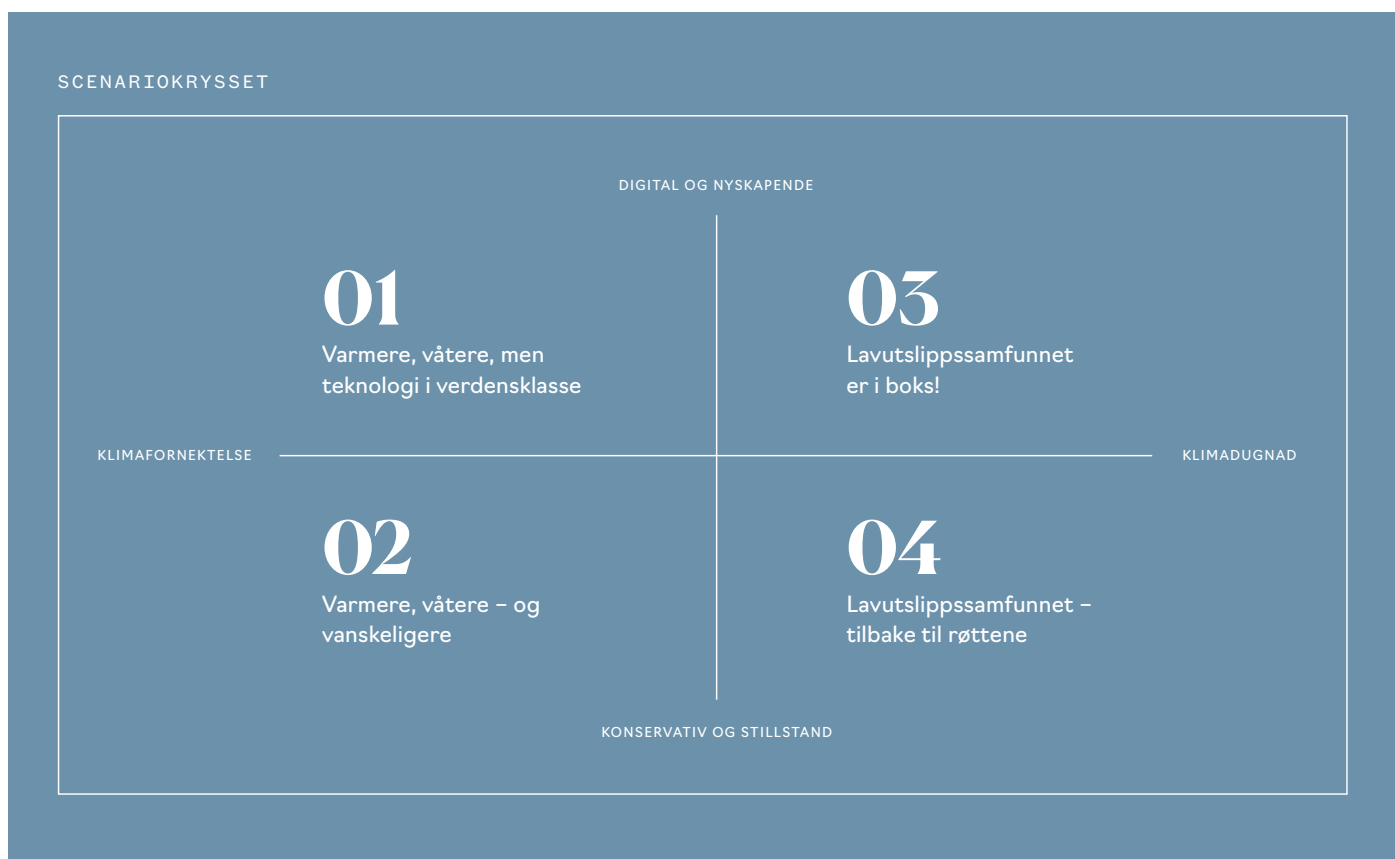 SCENARIOKRYSSET
DIGITAL OG NYSKAPENDE
01
Varmere, våtere, men
teknologi i verdensklasse
03
Lavutslippssamfunnet
er i boks!
KLIMAFORNEKTELSE
KLIMADUGNAD
02
Varmere, våtere – og
vanskeligere
04
Lavutslippssamfunnet –
tilbake til røttene
KONSERVATIV OG STILLSTAND